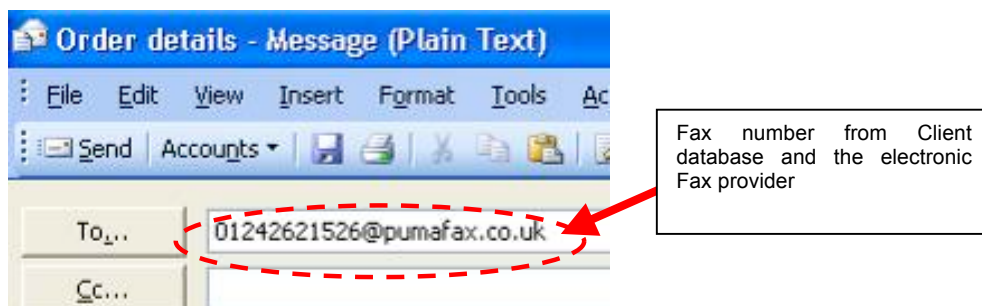 Order details - Message (Plain Text)
File Edit View Insert Format Tools Ac
Send Accounts
Fax number from Client
database and the electronic
Fax provider
To... 01242621526@pumafax.co.uk
Cc...